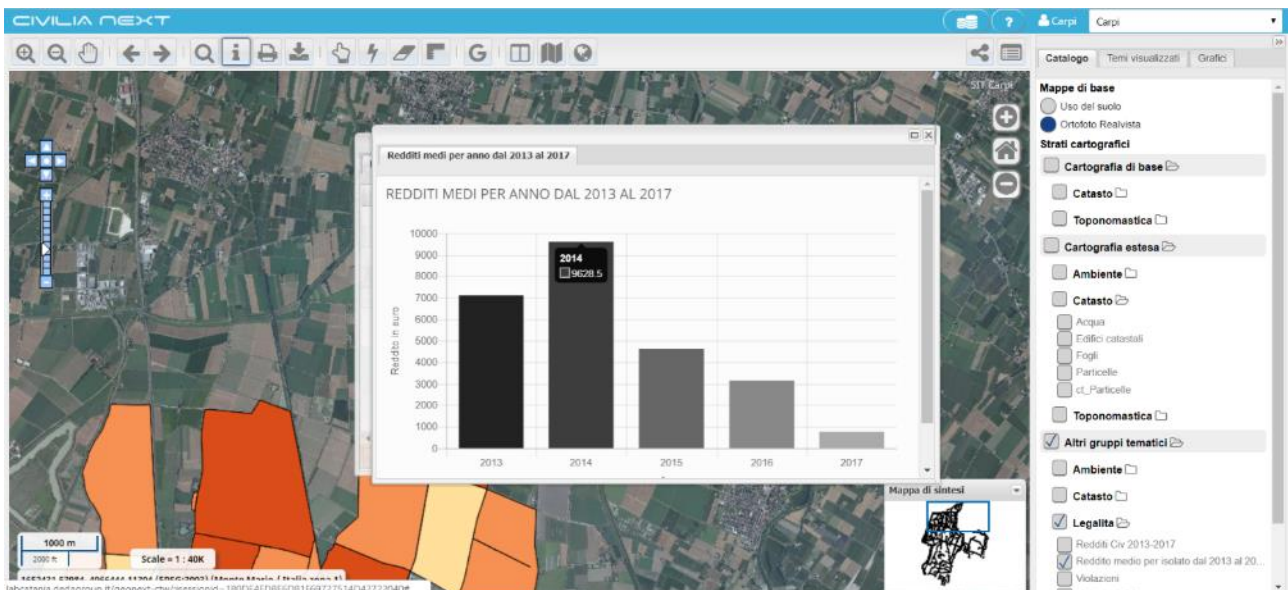 CIVILIA NEXT
?
Carpi
Carpi
i
G
SIT Carpi
Catalogo
Temi visualizzati
Grafici
Mappe di base
Uso del suolo
Ortofoto Realvista
Strati cartografici
Cartografia di base
Catasto
Toponomastica
Cartografia estesa
Ambiente
Catasto
Acqua
Edifici catastali
Fogli
Particelle
ct_Particelle
Toponomastica
Altri gruppi tematici
Ambiente
Catasto
Legalita
Redditi Civ 2013-2017
Reddito medio per isolato dal 2013 al 20...
Violazioni
Redditi medi per anno dal 2013 al 2017
REDDITI MEDI PER ANNO DAL 2013 AL 2017
Reddito in euro
10000
9000
8000
7000
6000
5000
4000
3000
2000
1000
0
2014
9628.5
2013
2014
2015
2016
2017
Mappa di sintesi
1000 m
2000 ft
Scale = 1 : 40K
(Monte Mario / Italia zona 1)